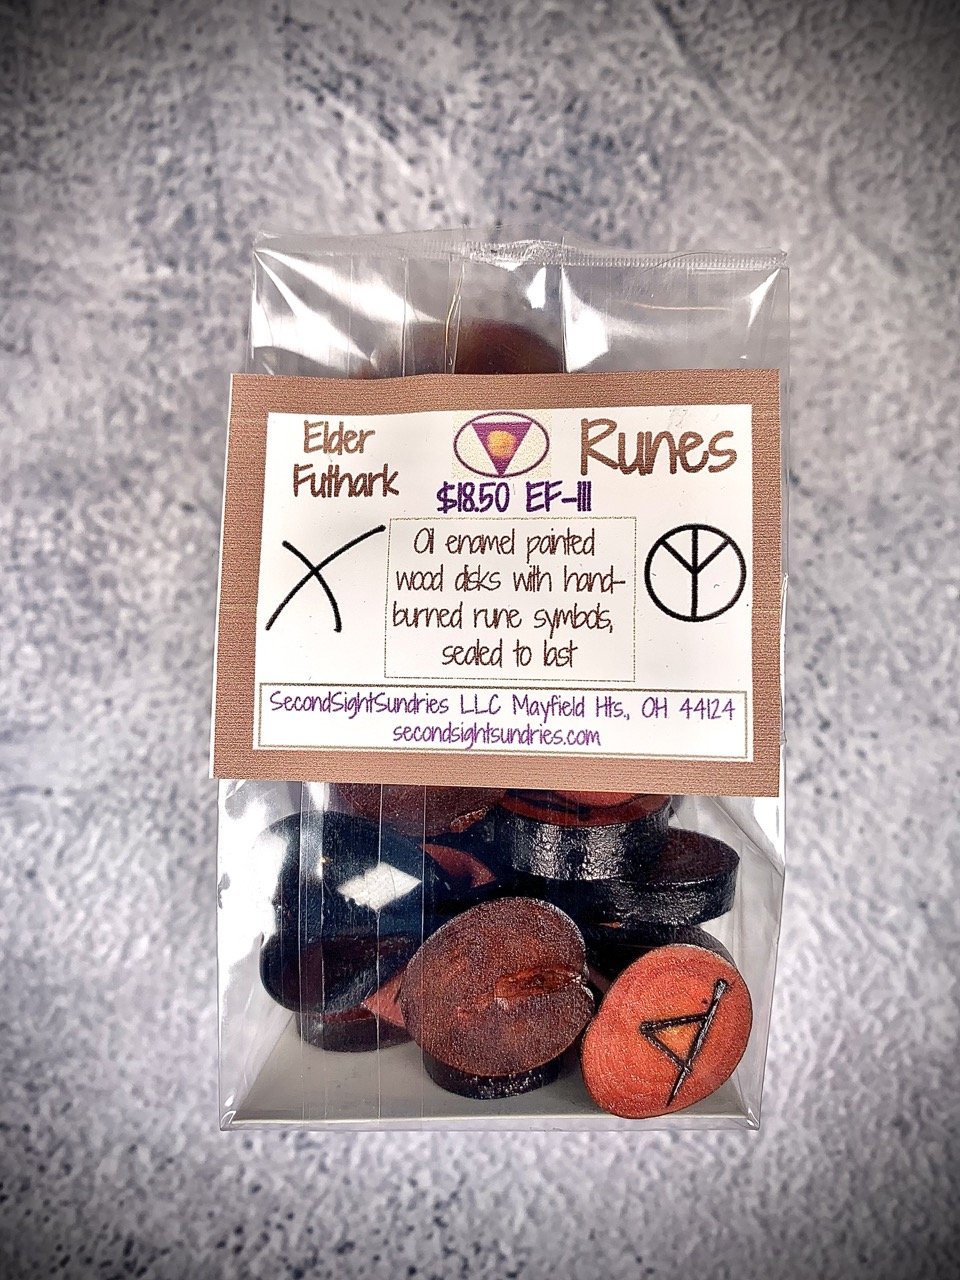 Elder
Futhark
Runes
$18.50 EF-111
Oil enamel painted
wood disks with hand-
burned rune symbols,
sealed to last
SecondSightSundries LLC Mayfield Hts., OH 44124
secondsightsundries.com